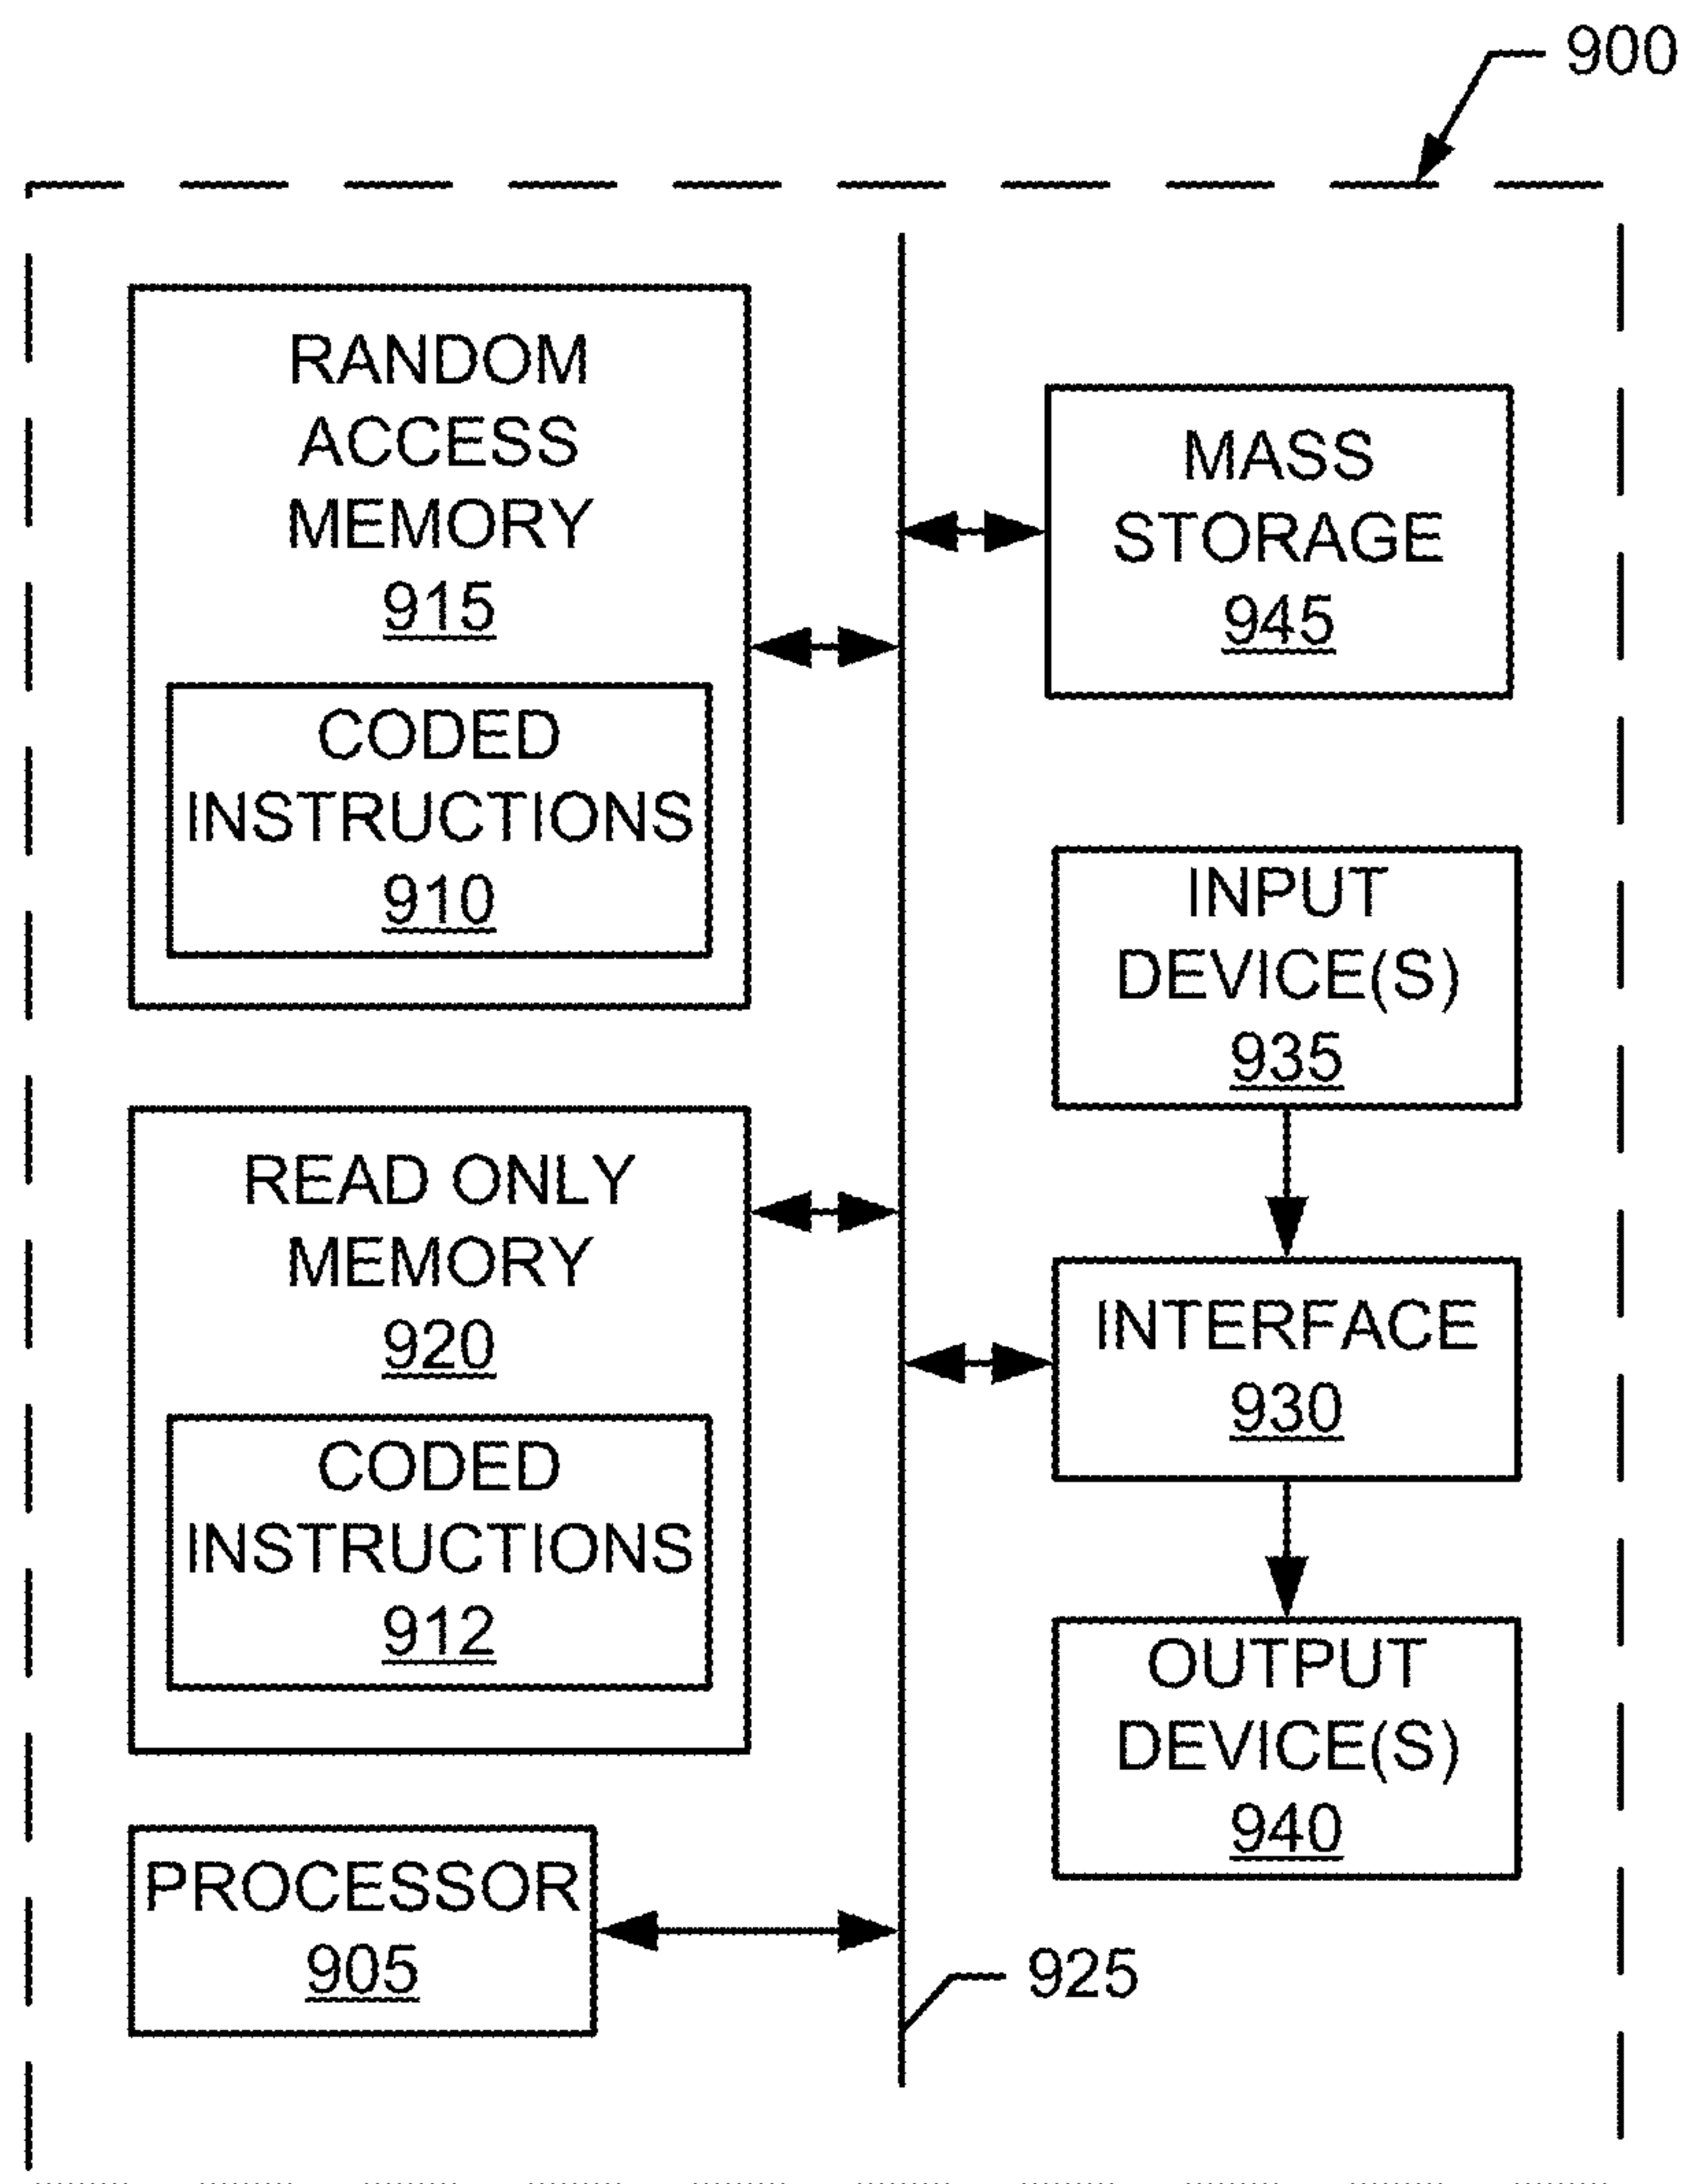 900
RANDOM
ACCESS
MEMORY
915
CODED
INSTRUCTIONS
910
MASS
STORAGE
945
INPUT
DEVICE(S)
935
READ ONLY
MEMORY
920
CODED
INSTRUCTIONS
912
INTERFACE
930
OUTPUT
DEVICE(S)
940
PROCESSOR
905
925